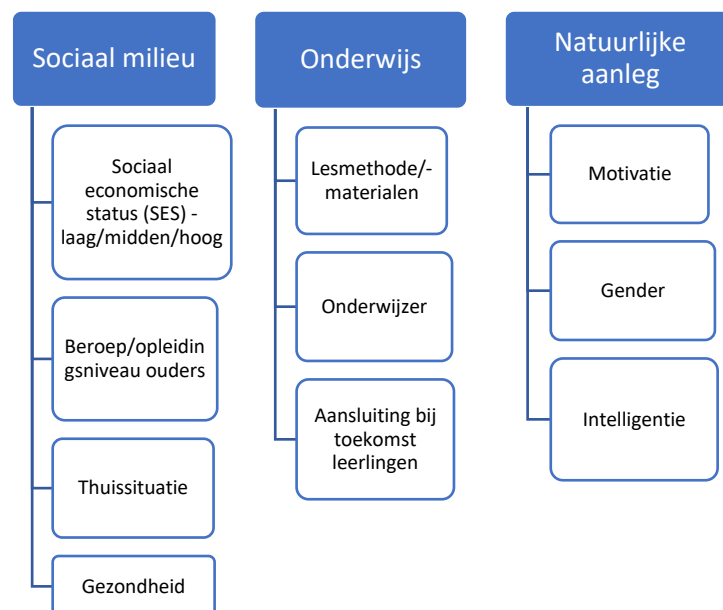 Sociaal milieu
Sociaal
economische
status (SES) -
laag/midden/hoog
Beroep/opleidin
gsniveau ouders
Thuissituatie
Gezondheid
Onderwijs
Lesmethode/-
materialen
Onderwijzer
Aansluiting bij
toekomst
leerlingen
Natuurlijke
aanleg
Motivatie
Gender
Intelligentie